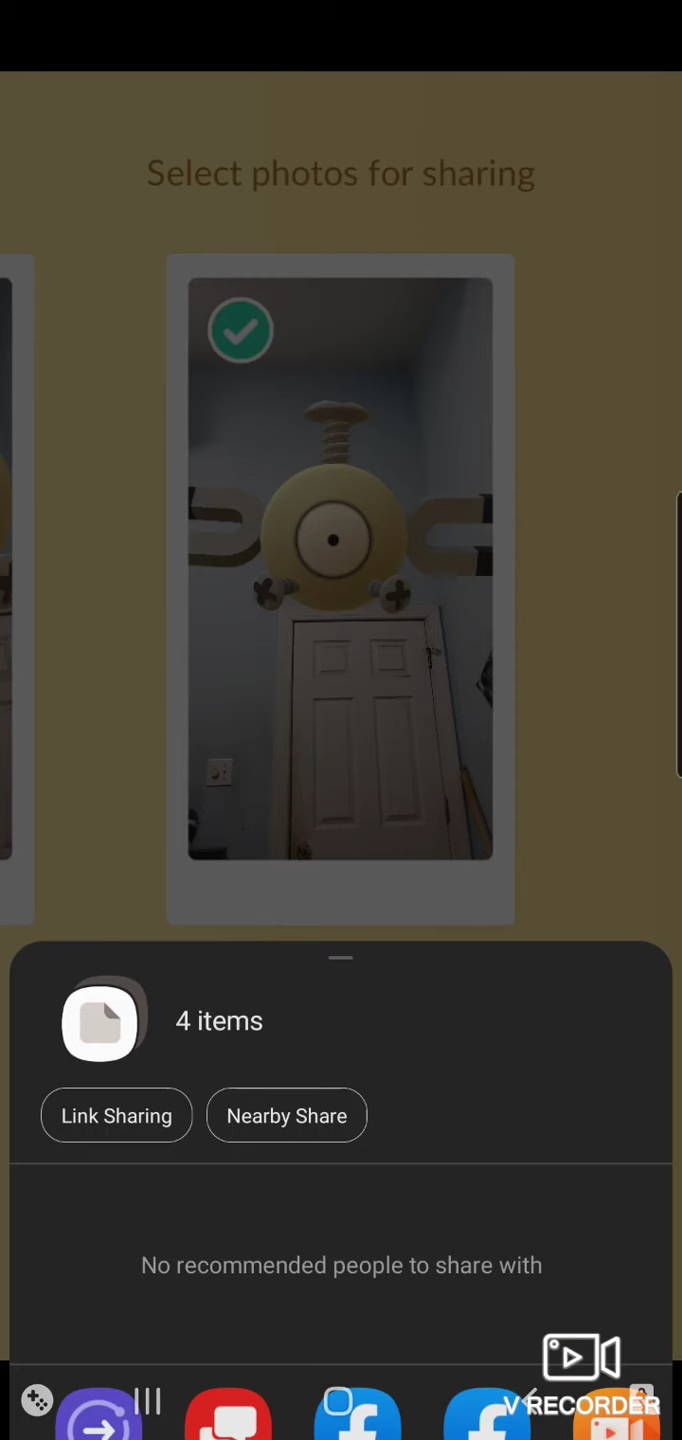 Select photos for sharing
4 items
Link Sharing
Nearby Share
No recommended people to share with
V RECORDER